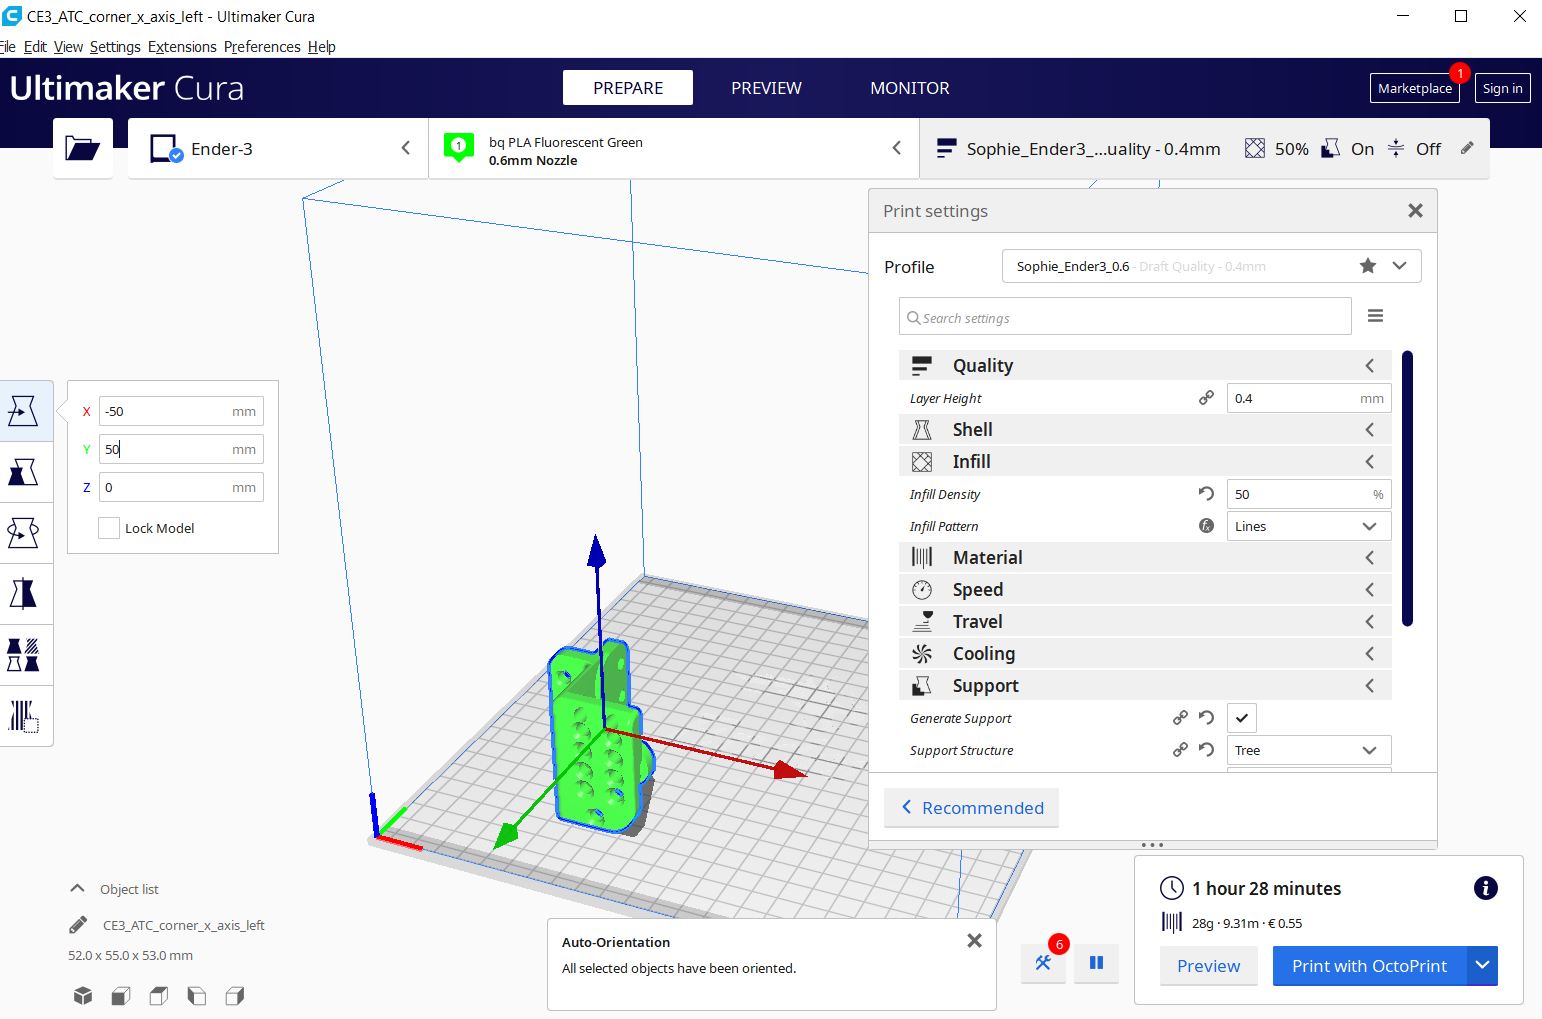 CE3_ATC_corner_x_axis_left - Ultimaker Cura
File Edit View Settings Extensions Preferences Help
Ultimaker Cura
PREPARE
PREVIEW
MONITOR
Marketplace
1
Sign in
Ender-3
1
bq PLA Fluorescent Green
0.6mm Nozzle
Sophie_Ender3_...uality - 0.4mm
50%
On
Off
Print settings
Profile
Sophie_Ender3_0.6 - Draft Quality - 0.4mm
Search settings
Quality
Layer Height
0.4 mm
Shell
Infill
Infill Density
50 %
Infill Pattern
fx
Lines
Material
Speed
Travel
Cooling
Support
Generate Support
Support Structure
Tree
Recommended
X -50 mm
Y 50 mm
Z 0 mm
Lock Model
Object list
CE3_ATC_corner_x_axis_left
52.0 x 55.0 x 53.0 mm
Auto-Orientation
All selected objects have been oriented.
6
1 hour 28 minutes
i
28g · 9.31m · € 0.55
Preview
Print with OctoPrint